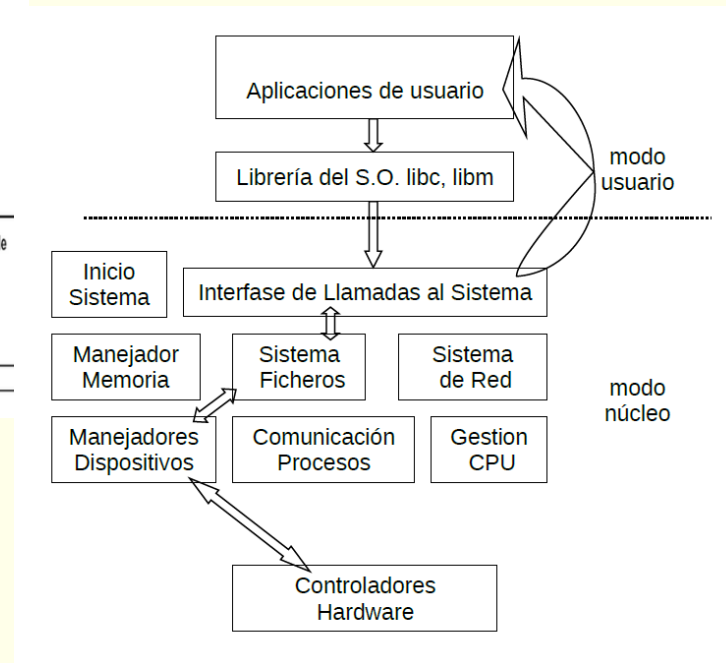 Aplicaciones de usuario
modo
usuario
Librería del S.O. libc, libm
Inicio
Sistema
Interfase de Llamadas al Sistema
Manejador
Memoria
Sistema
Ficheros
Sistema
de Red
modo
núcleo
Manejadores
Dispositivos
Comunicación
Procesos
Gestion
CPU
Controladores
Hardware